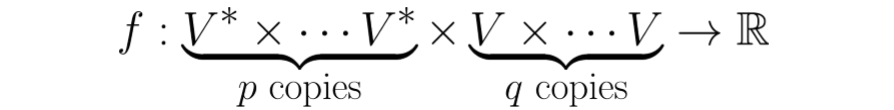 f : V* × ··· V* × V × ··· V → ℝ
p copies q copies